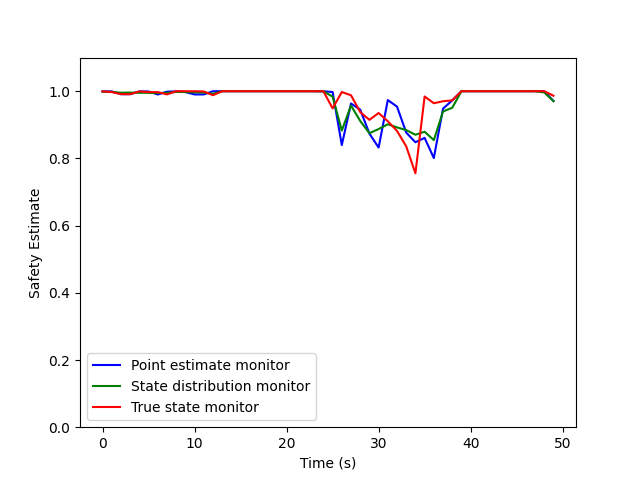 1.0
0.8
0.6
0.4
0.2
0.0
Safety Estimate
Point estimate monitor
State distribution monitor
True state monitor
0 10 20 30 40 50
Time (s)